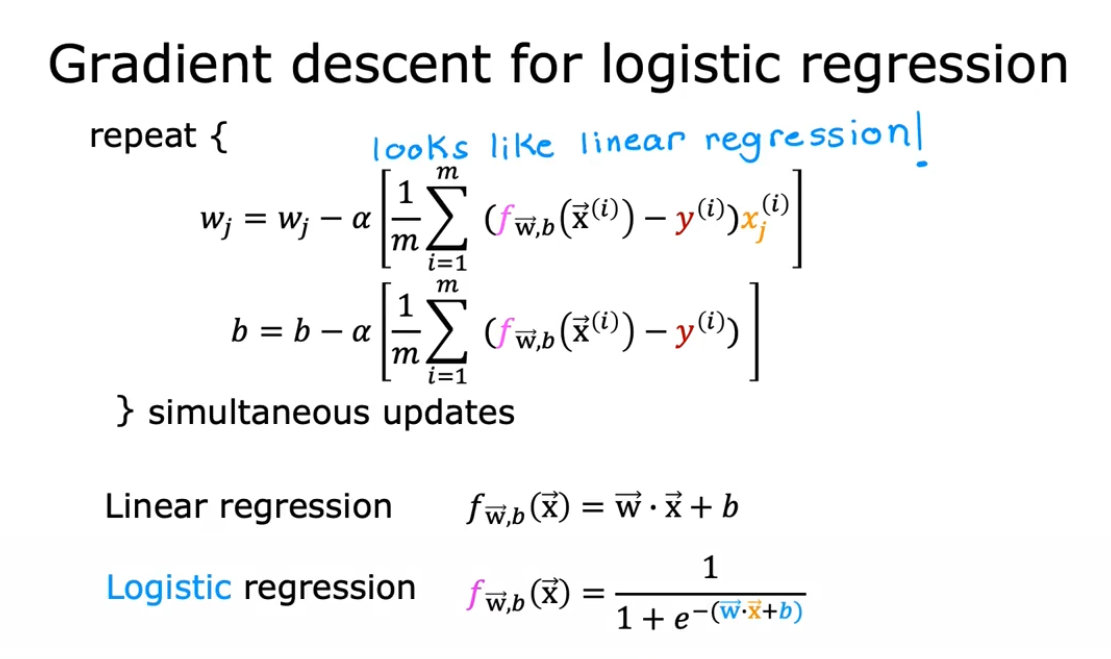 Gradient descent for logistic regression
repeat {
looks like linear regression!
$w_j = w_j - \alpha \left[ \frac{1}{m} \sum_{i=1}^{m} (f_{\vec{w},b}(\vec{x}^{(i)}) - y^{(i)}) x_j^{(i)} \right]$
$b = b - \alpha \left[ \frac{1}{m} \sum_{i=1}^{m} (f_{\vec{w},b}(\vec{x}^{(i)}) - y^{(i)}) \right]$
} simultaneous updates
Linear regression $f_{\vec{w},b}(\vec{x}) = \vec{w} \cdot \vec{x} + b$
Logistic regression $f_{\vec{w},b}(\vec{x}) = \frac{1}{1 + e^{-(\vec{w} \cdot \vec{x} + b)}}$